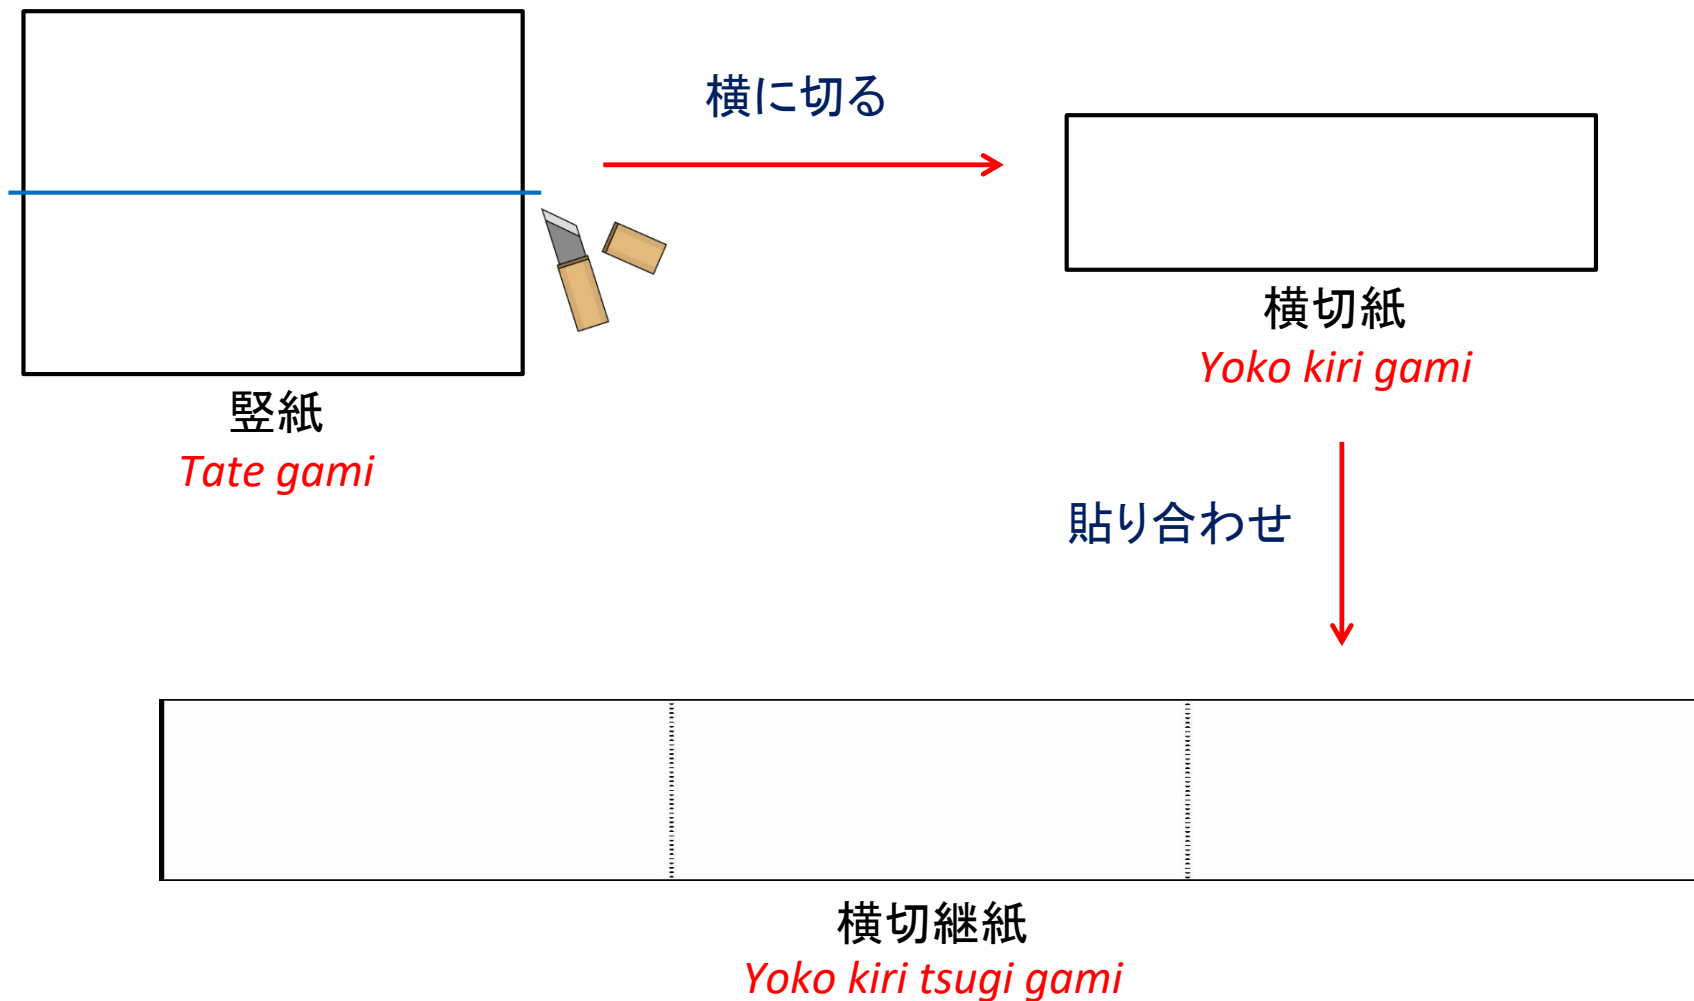 横に切る
竪紙
Tate gami
横切紙
Yoko kiri gami
貼り合わせ
横切継紙
Yoko kiri tsugi gami